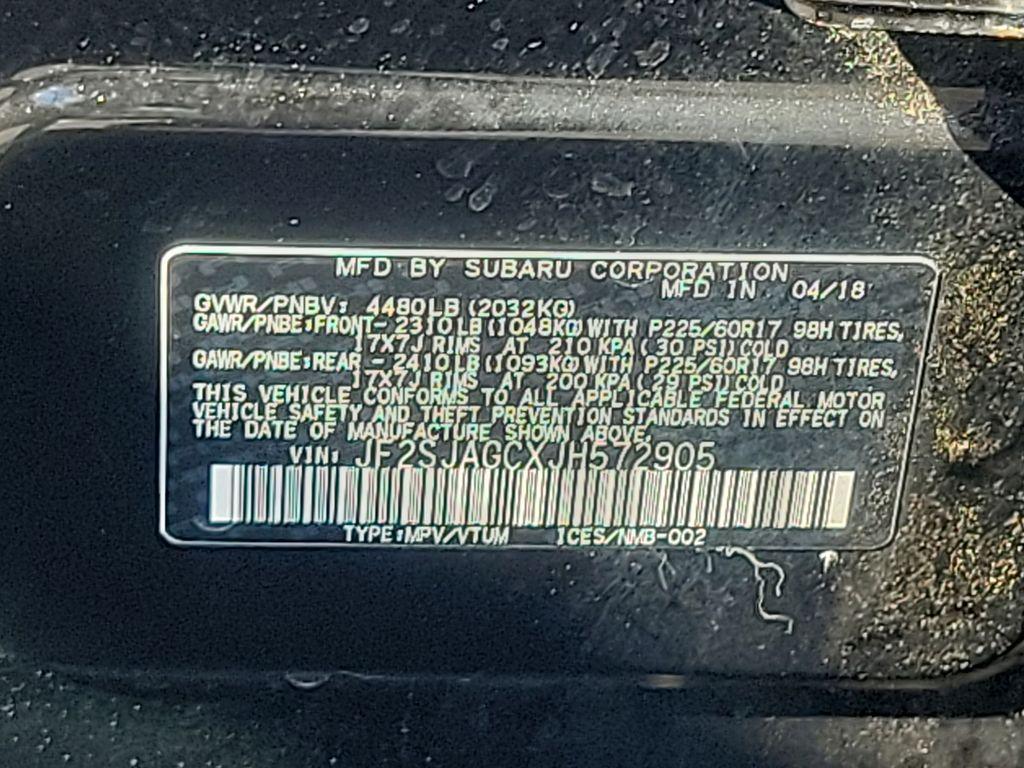 MFD BY SUBARU CORPORATION
MFD IN 04/18
GVWR/PNBV: 4480LB (2032KG)
GAWR/PNBE:FRONT- 2310LB (1048KG) WITH P225/60R17 98H TIRES,
17X7J RIMS AT 210 KPA ( 30 PSI) COLD
GAWR/PNBE:REAR - 2410LB (1093KG) WITH P225/60R17 98H TIRES,
17X7J RIMS AT 200 KPA ( 29 PSI) COLD
THIS VEHICLE CONFORMS TO ALL APPLICABLE FEDERAL MOTOR
VEHICLE SAFETY AND THEFT PREVENTION STANDARDS IN EFFECT ON
THE DATE OF MANUFACTURE SHOWN ABOVE.
VIN: JF2SJAGCXJH572905
TYPE:MPV/VTUM ICES/NMB-002